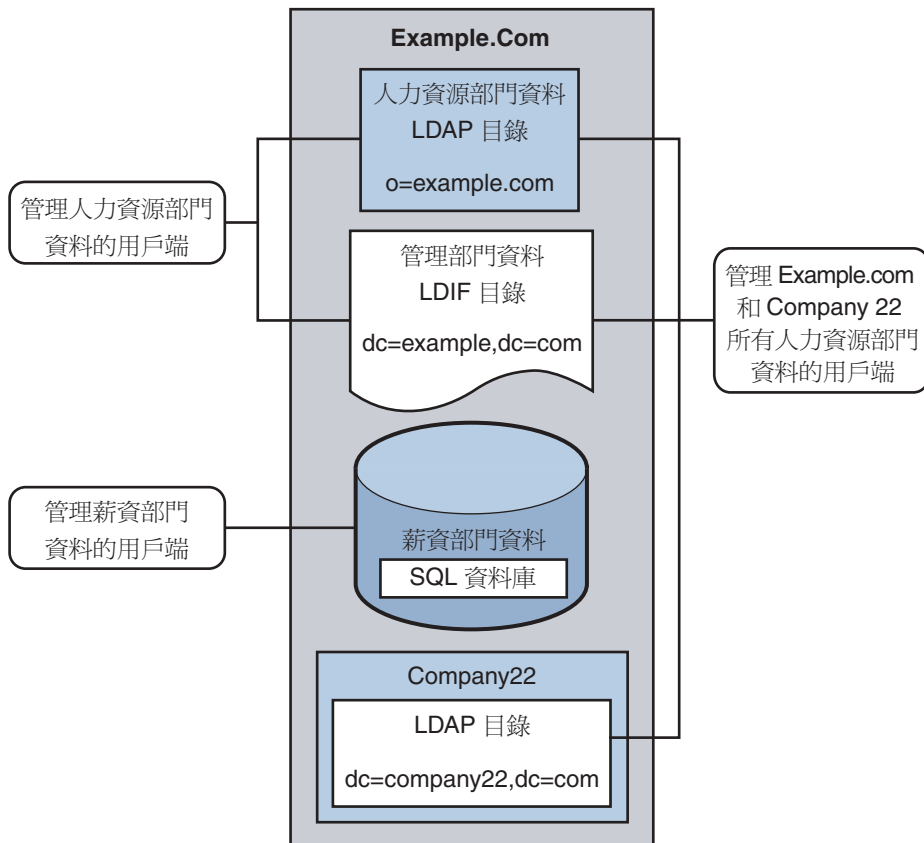 Example.Com
人力資源部門資料
LDAP 目錄
o=example.com
管理人力資源部門
資料的用戶端
管理部門資料
LDIF 目錄
dc=example,dc=com
管理 Example.com
和 Company 22
所有人力資源部門
資料的用戶端
管理薪資部門
資料的用戶端
薪資部門資料
SQL 資料庫
Company22
LDAP 目錄
dc=company22,dc=com